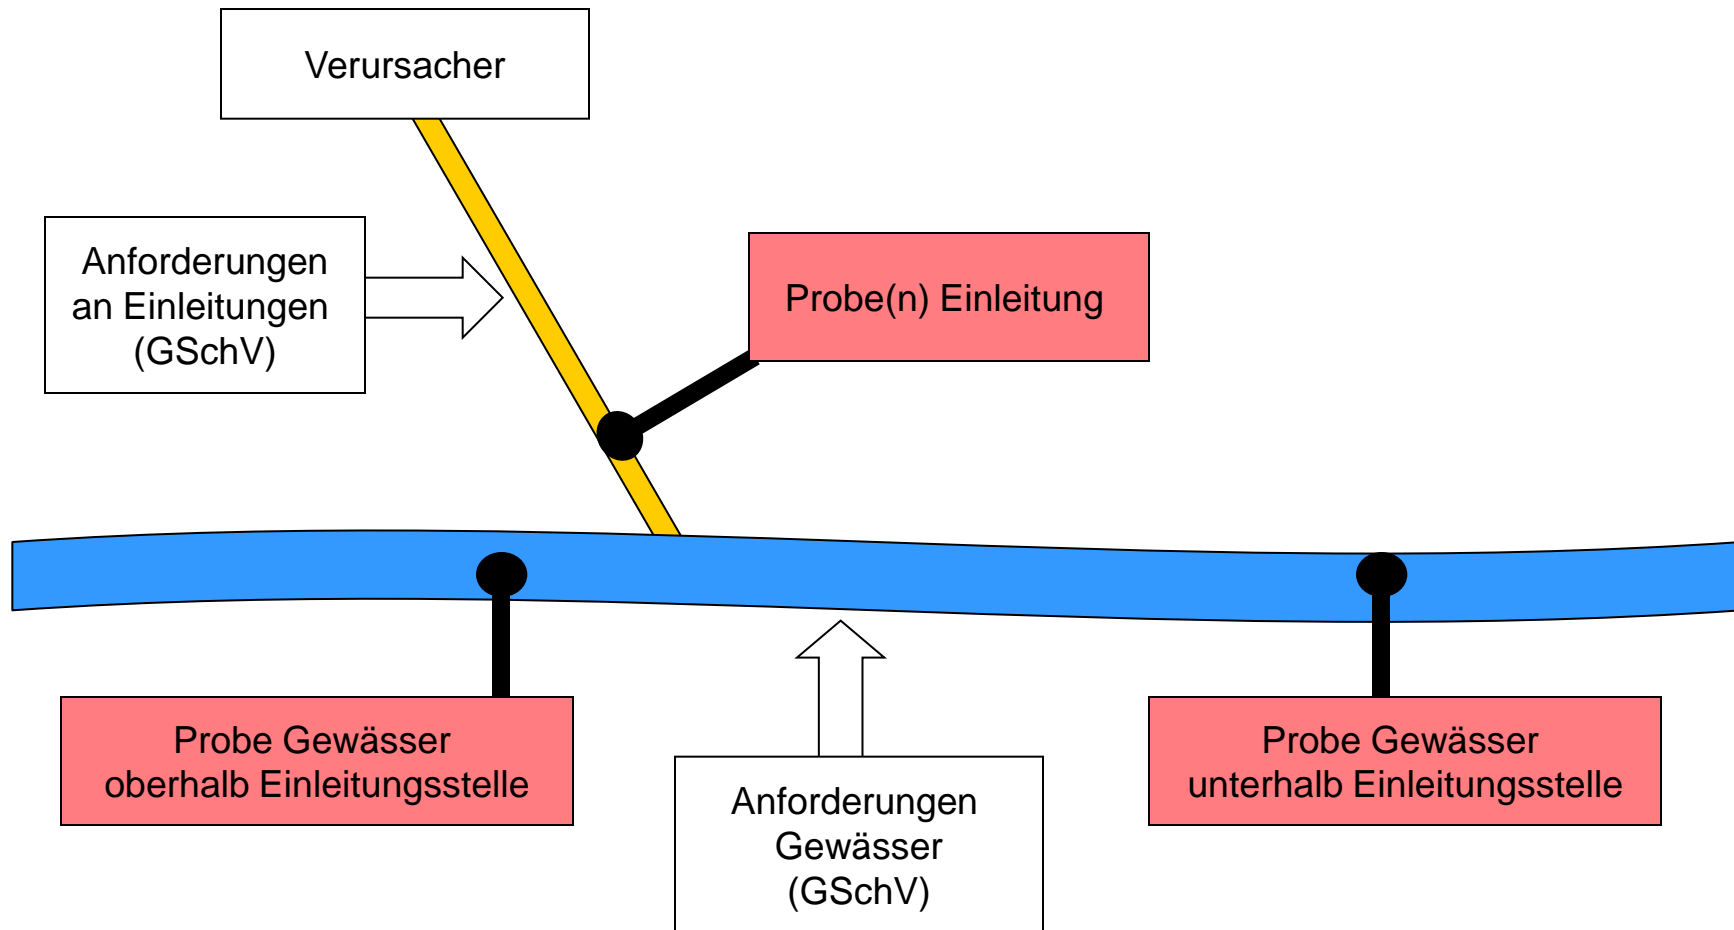 Verursacher
Anforderungen
an Einleitungen
(GSchV)
Probe(n) Einleitung
Probe Gewässer
oberhalb Einleitungsstelle
Anforderungen
Gewässer
(GSchV)
Probe Gewässer
unterhalb Einleitungsstelle